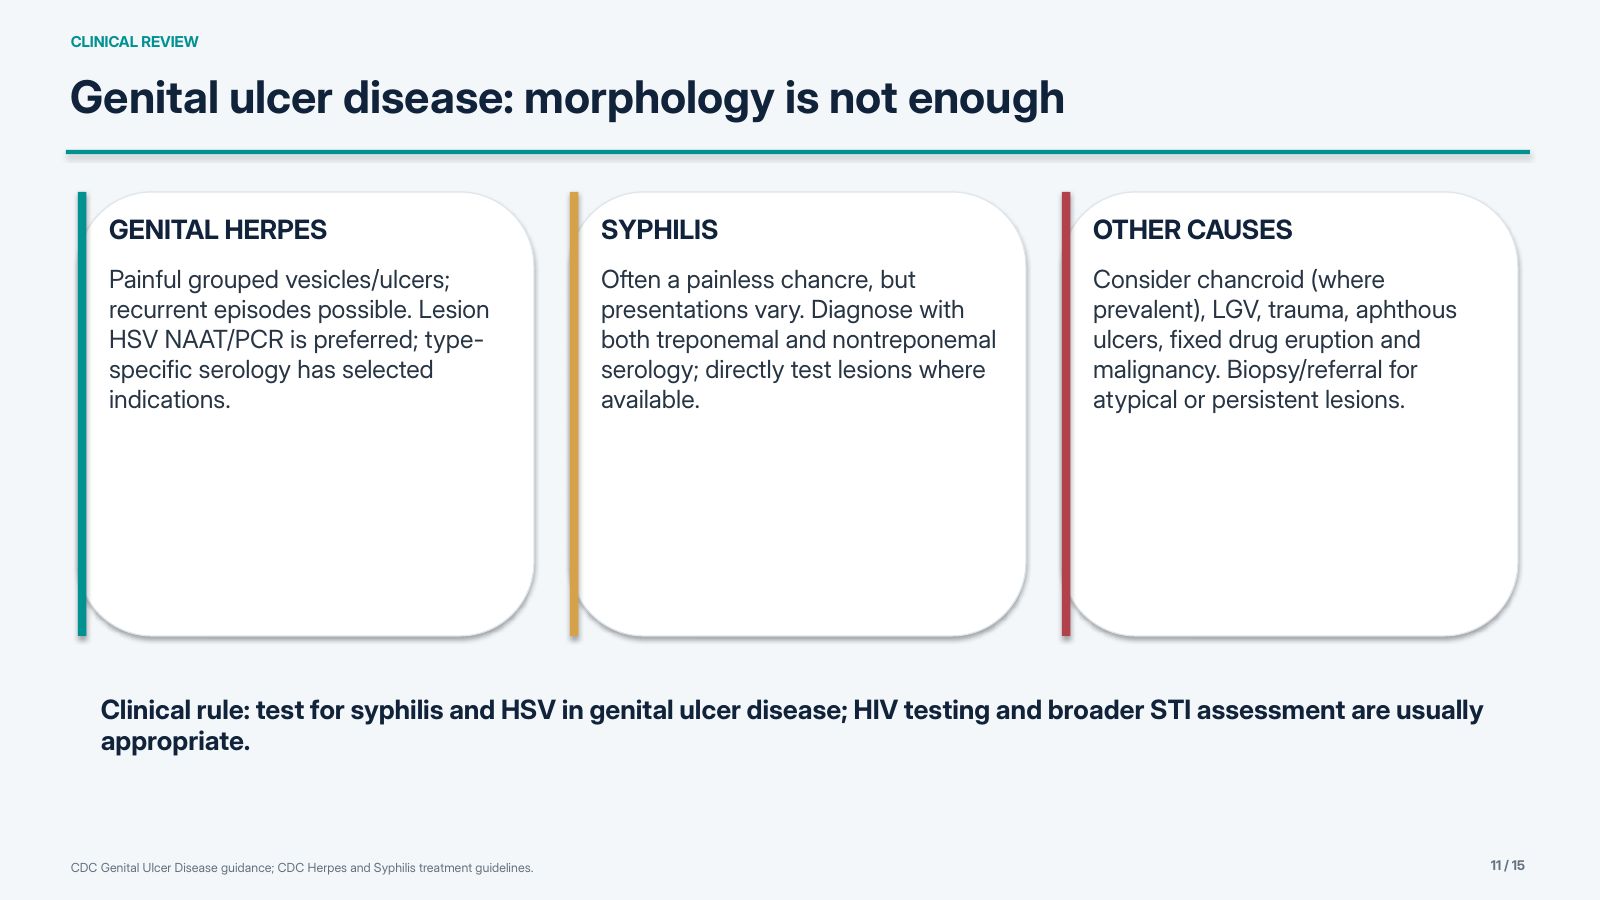 CLINICAL REVIEW
Genital ulcer disease: morphology is not enough
GENITAL HERPES
Painful grouped vesicles/ulcers;
recurrent episodes possible. Lesion
HSV NAAT/PCR is preferred; type-
specific serology has selected
indications.
SYPHILIS
Often a painless chancre, but
presentations vary. Diagnose with
both treponemal and nontreponemal
serology; directly test lesions where
available.
OTHER CAUSES
Consider chancroid (where
prevalent), LGV, trauma, aphthous
ulcers, fixed drug eruption and
malignancy. Biopsy/referral for
atypical or persistent lesions.
Clinical rule: test for syphilis and HSV in genital ulcer disease; HIV testing and broader STI assessment are usually
appropriate.
CDC Genital Ulcer Disease guidance; CDC Herpes and Syphilis treatment guidelines.
11 / 15